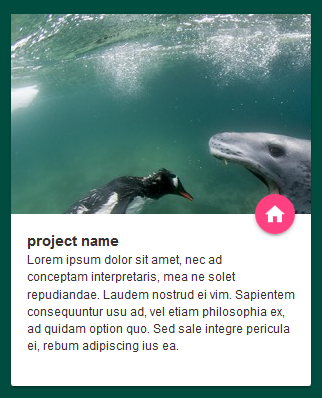 project name
Lorem ipsum dolor sit amet, nec ad
conceptam interpretaris, mea ne solet
repudiandae. Laudem nostrud ei vim. Sapientem
consequuntur usu ad, vel etiam philosophia ex,
ad quidam option quo. Sed sale integre pericula
ei, rebum adipiscing ius ea.